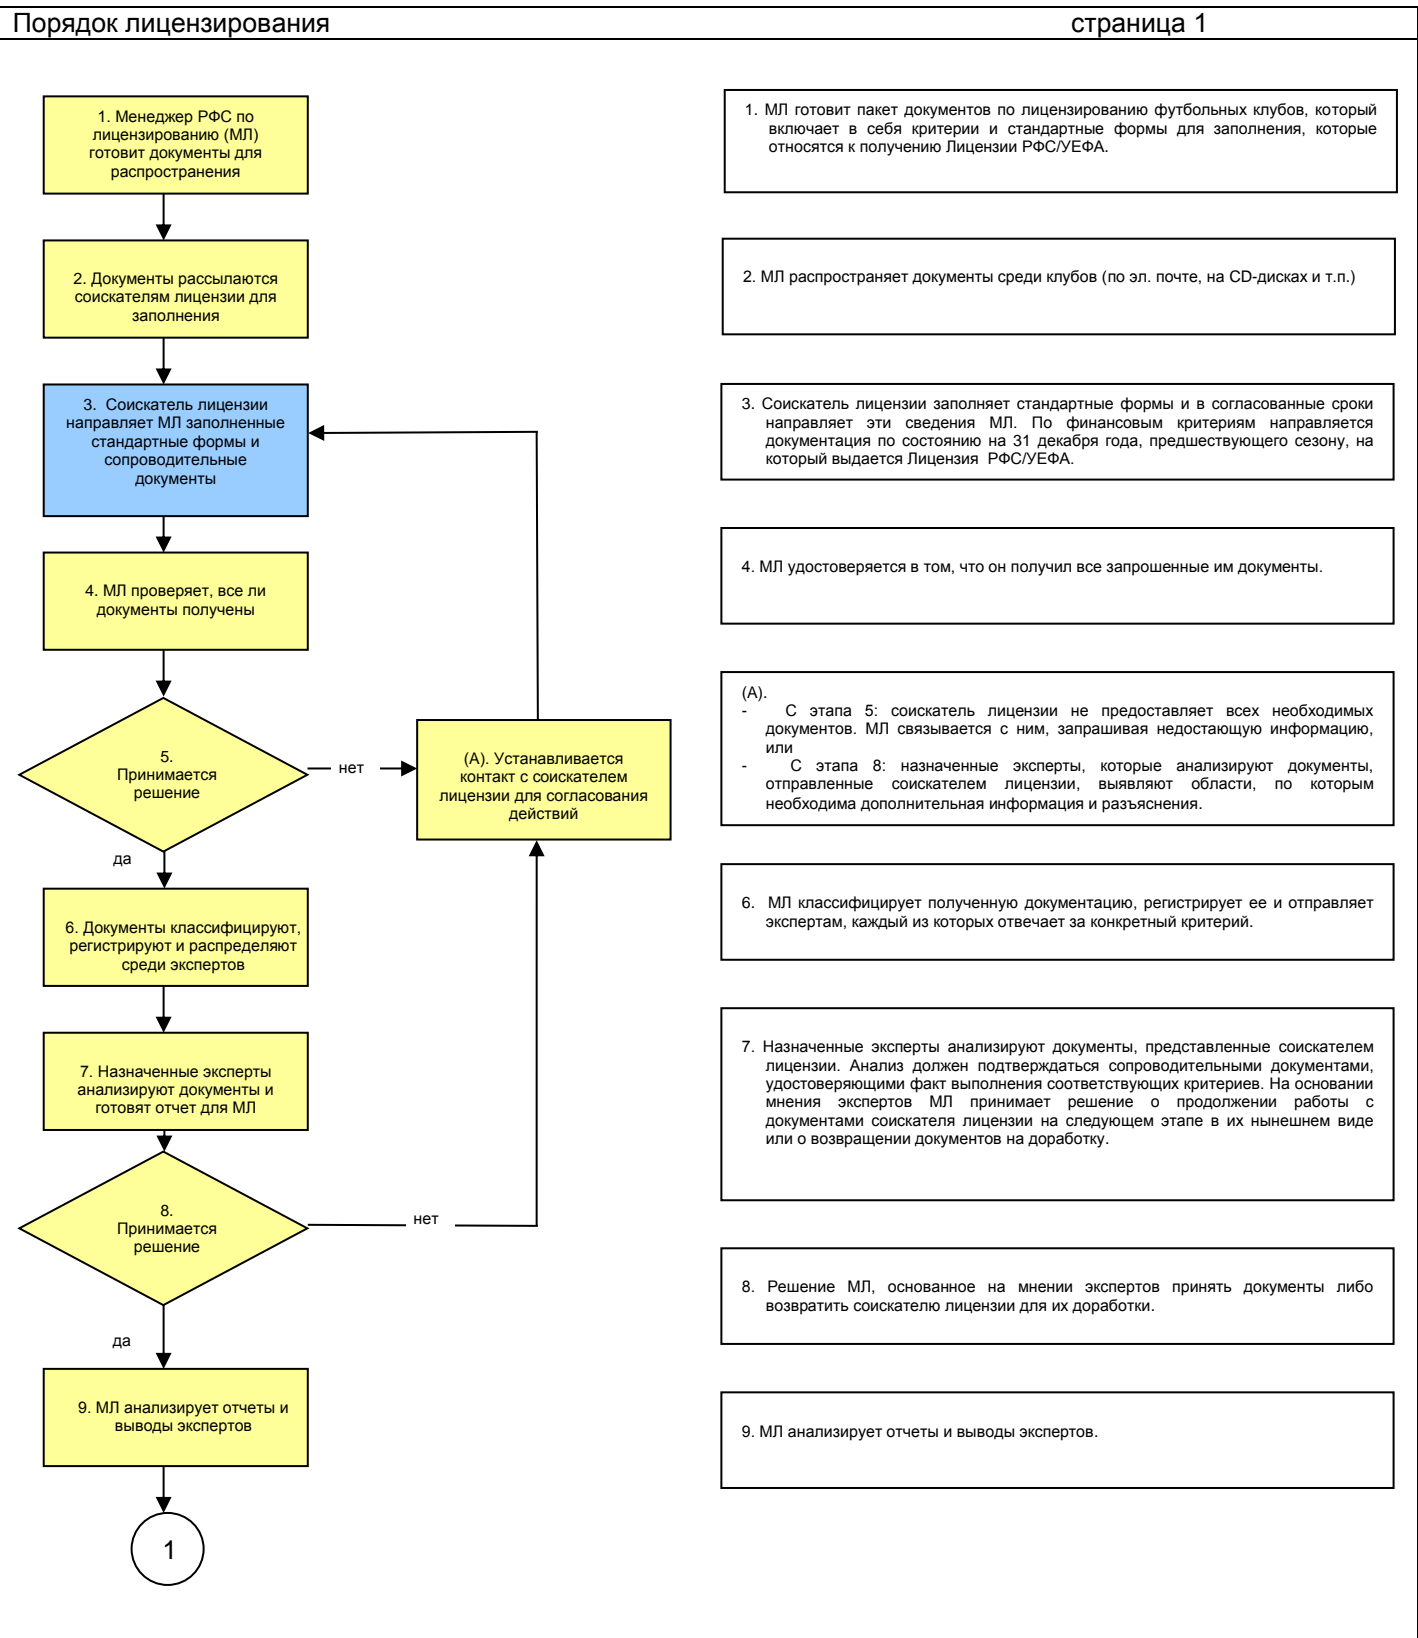 Порядок лицензирования
страница 1
1. Менеджер РФС по
лицензированию (МЛ)
готовит документы для
распространения
1. МЛ готовит пакет документов по лицензированию футбольных клубов, который
включает в себя критерии и стандартные формы для заполнения, которые
относятся к получению Лицензии РФС/УЕФА.
2. Документы рассылаются
соискателям лицензии для
заполнения
2. МЛ распространяет документы среди клубов (по эл. почте, на CD-дисках и т.п.)
3. Соискатель лицензии
направляет МЛ заполненные
стандартные формы и
сопроводительные
документы
3. Соискатель лицензии заполняет стандартные формы и в согласованные сроки
направляет эти сведения МЛ. По финансовым критериям направляется
документация по состоянию на 31 декабря года, предшествующего сезону, на
который выдается Лицензия РФС/УЕФА.
4. МЛ проверяет, все ли
документы получены
4. МЛ удостоверяется в том, что он получил все запрошенные им документы.
5.
Принимается
решение
нет
(А). Устанавливается
контакт с соискателем
лицензии для согласования
действий
(А).
- С этапа 5: соискатель лицензии не предоставляет всех необходимых
документов. МЛ связывается с ним, запрашивая недостающую информацию,
или
- С этапа 8: назначенные эксперты, которые анализируют документы,
отправленные соискателем лицензии, выявляют области, по которым
необходима дополнительная информация и разъяснения.
да
6. Документы классифицируют,
регистрируют и распределяют
среди экспертов
6. МЛ классифицирует полученную документацию, регистрирует ее и отправляет
экспертам, каждый из которых отвечает за конкретный критерий.
7. Назначенные эксперты
анализируют документы и
готовят отчет для МЛ
7. Назначенные эксперты анализируют документы, представленные соискателем
лицензии. Анализ должен подтверждаться сопроводительными документами,
удостоверяющими факт выполнения соответствующих критериев. На основании
мнения экспертов МЛ принимает решение о продолжении работы с
документами соискателя лицензии на следующем этапе в их нынешнем виде
или о возвращении документов на доработку.
8.
Принимается
решение
нет
8. Решение МЛ, основанное на мнении экспертов принять документы либо
возвратить соискателю лицензии для их доработки.
да
9. МЛ анализирует отчеты и
выводы экспертов
9. МЛ анализирует отчеты и выводы экспертов.
1